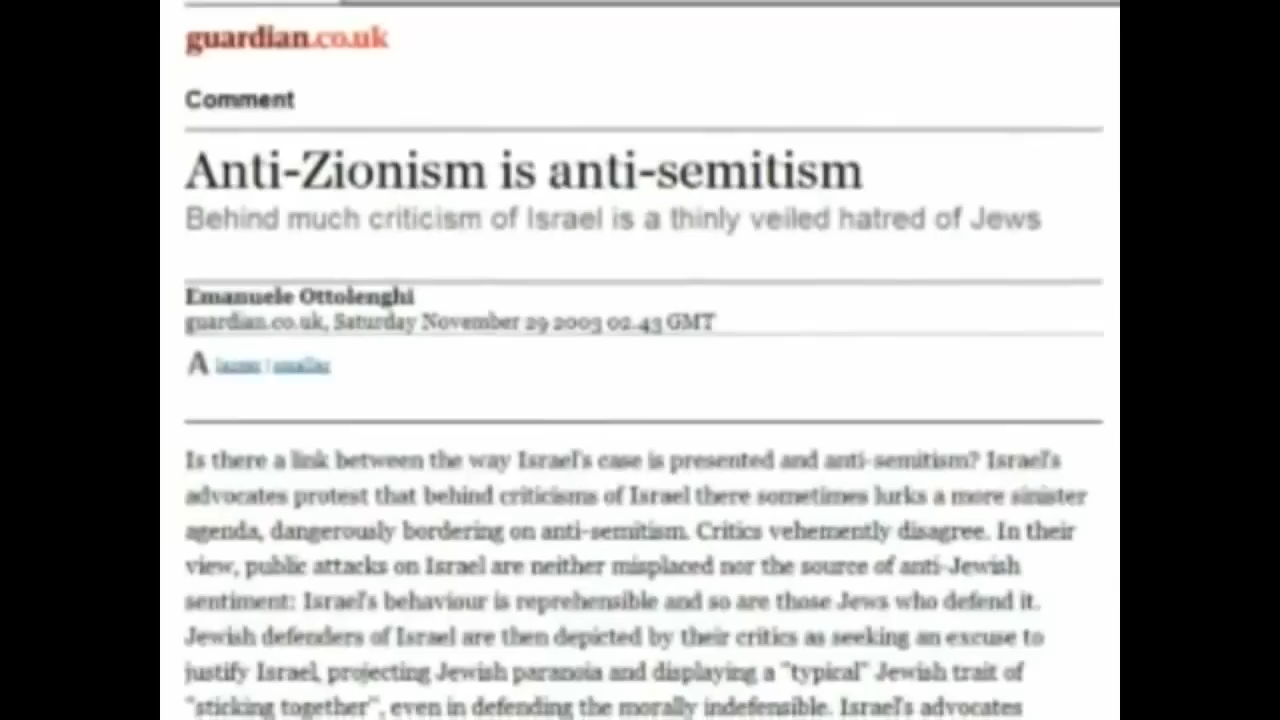 guardian.co.uk
Comment
Anti-Zionism is anti-semitism
Behind much criticism of Israel is a thinly veiled hatred of Jews
Emanuele Ottolenghi
guardian.co.uk, Saturday November 29 2003 02.43 GMT
A larger | smaller
Is there a link between the way Israel's case is presented and anti-semitism? Israel's
advocates protest that behind criticisms of Israel there sometimes lurks a more sinister
agenda, dangerously bordering on anti-semitism. Critics vehemently disagree. In their
view, public attacks on Israel are neither misplaced nor the source of anti-Jewish
sentiment: Israel's behaviour is reprehensible and so are those Jews who defend it.
Jewish defenders of Israel are then depicted by their critics as seeking an excuse to
justify Israel, projecting Jewish paranoia and displaying a "typical" Jewish trait of
"sticking together", even in defending the morally indefensible. Israel's advocates